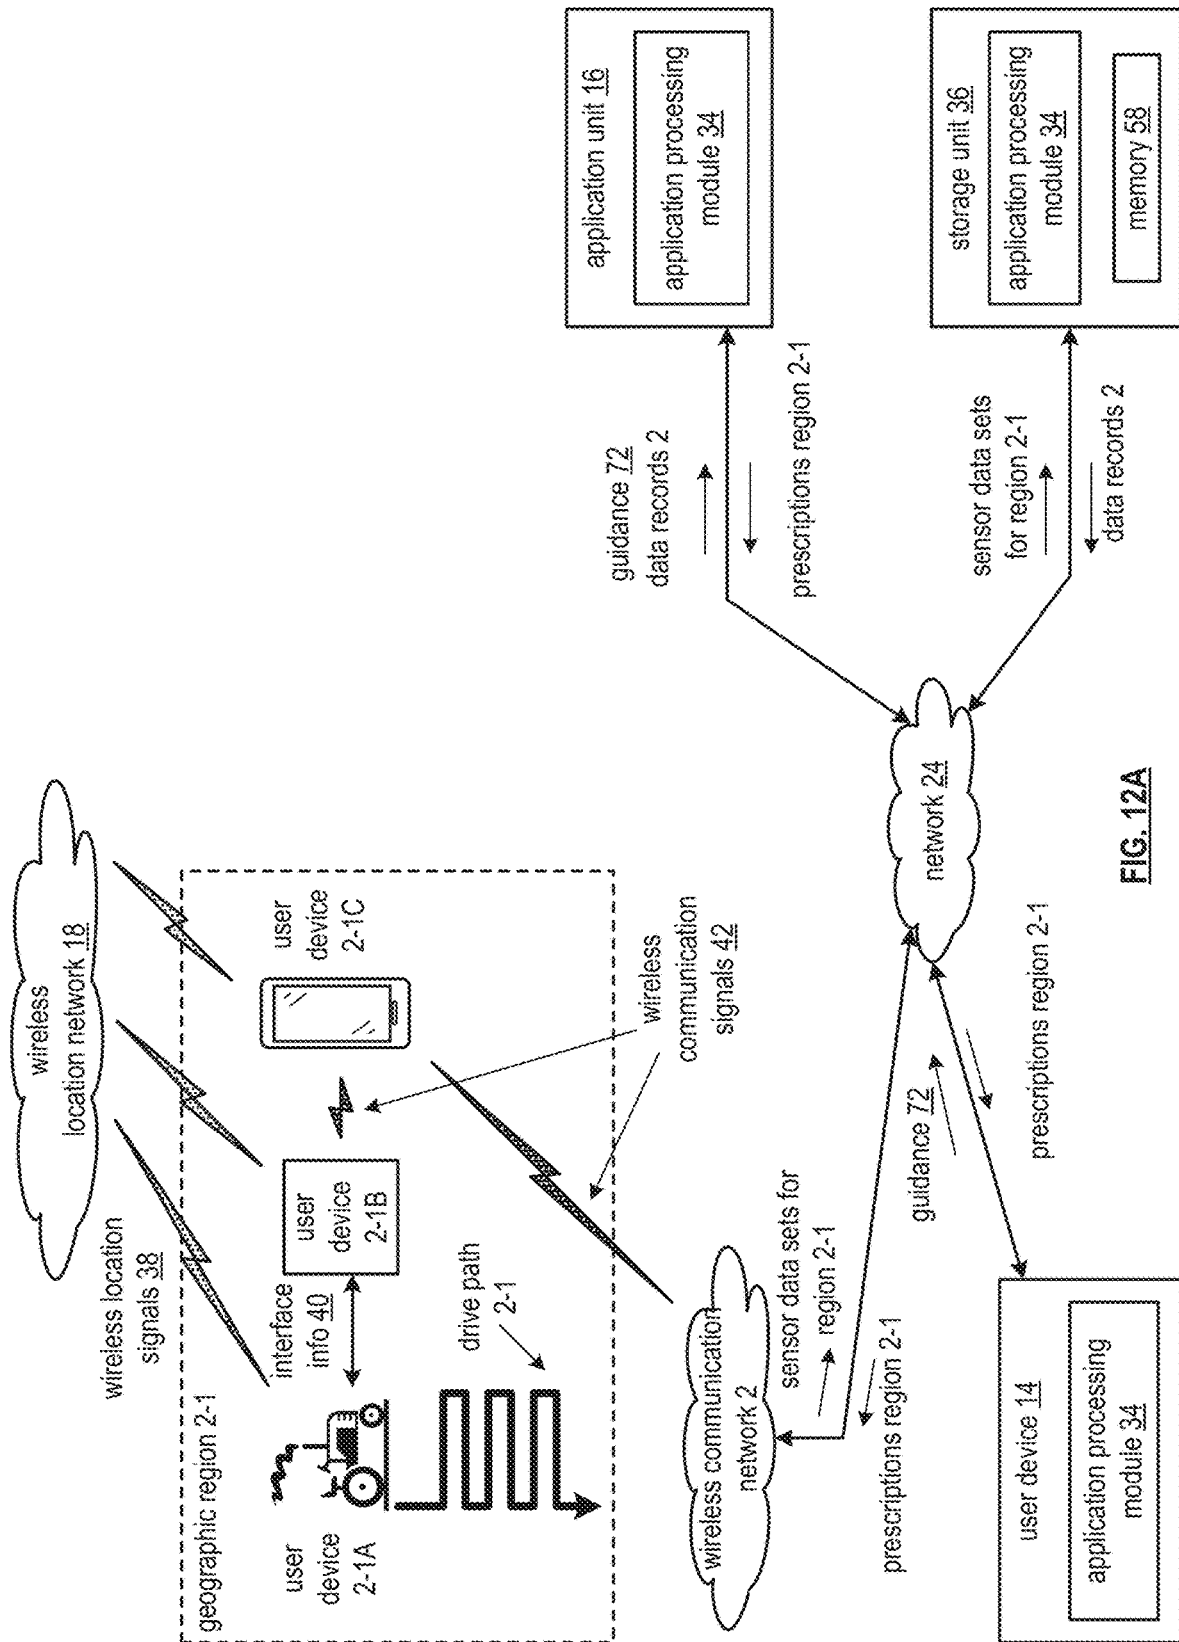 wireless
location network 18
wireless location
signals 38
geographic region 2-1
user
device
2-1A
interface
info 40
user
device
2-1B
user
device
2-1C
drive path
2-1
wireless
communication
signals 42
wireless communication
network 2
sensor data sets for
region 2-1
prescriptions region 2-1
guidance 72
prescriptions region 2-1
user device 14
application processing
module 34
network 24
guidance 72
data records 2
prescriptions region 2-1
application unit 16
application processing
module 34
sensor data sets
for region 2-1
data records 2
storage unit 36
application processing
module 34
memory 58
FIG. 12A